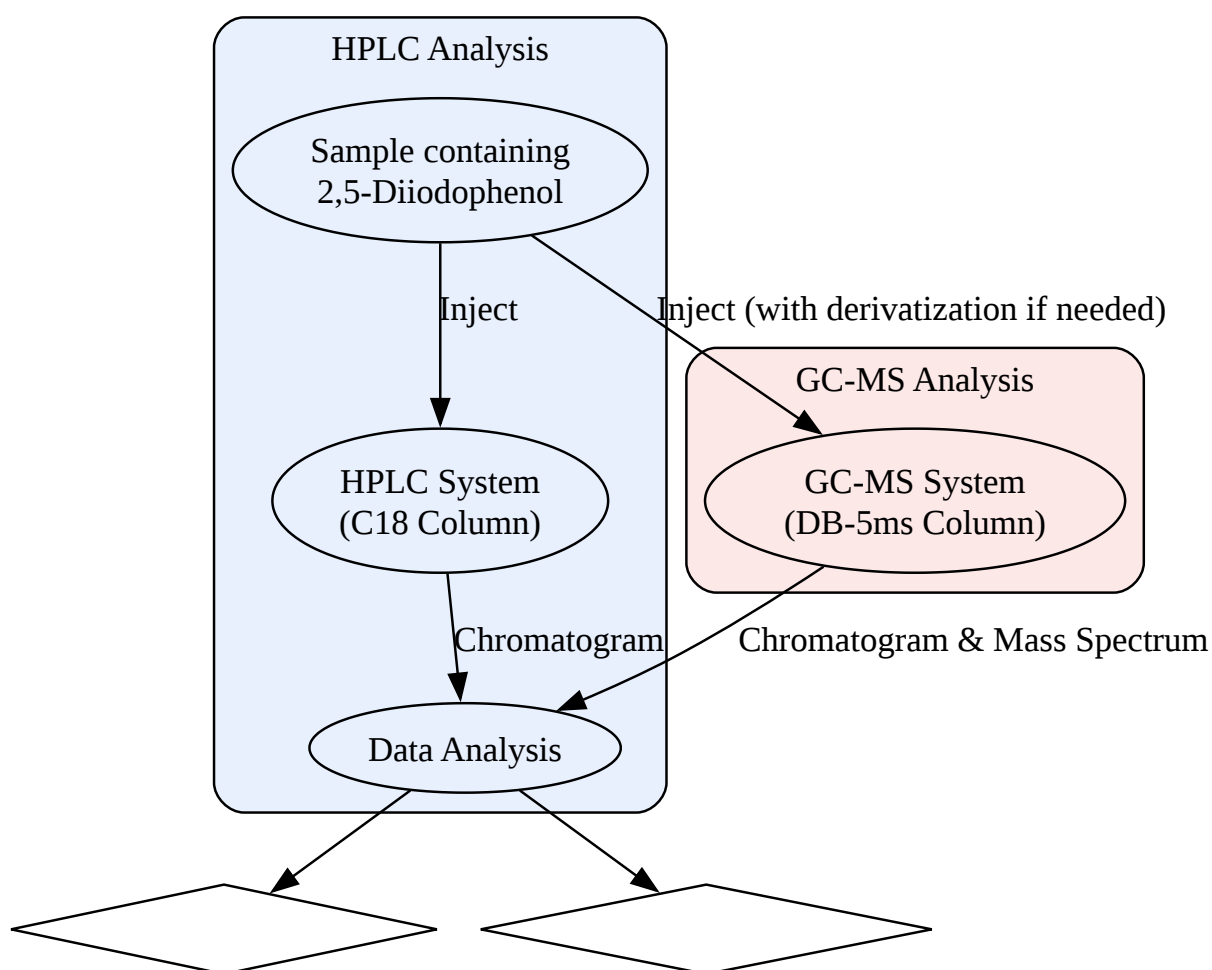 HPLC Analysis
Sample containing
2,5-Diiodophenol
Inject
Inject (with derivatization if needed)
GC-MS Analysis
HPLC System
(C18 Column)
GC-MS System
(DB-5ms Column)
Chromatogram
Chromatogram & Mass Spectrum
Data Analysis